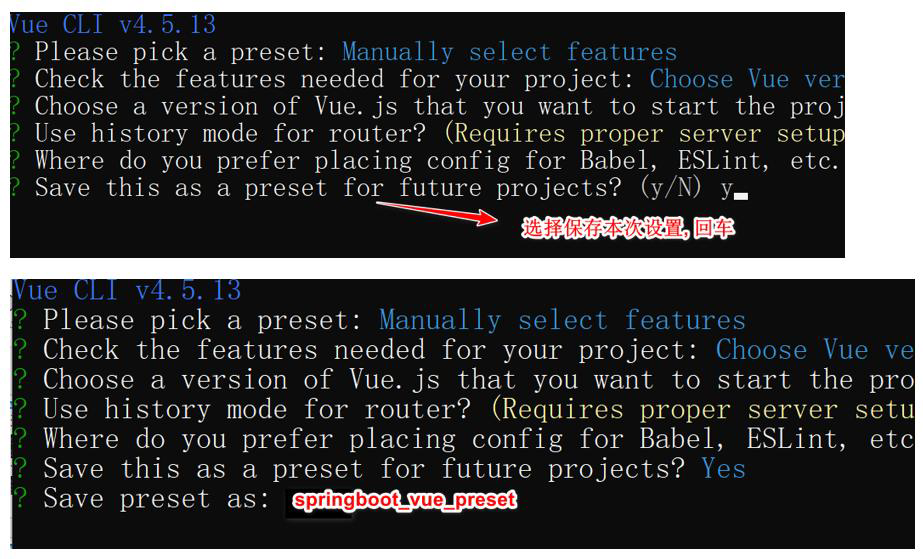 Vue CLI v4.5.13
? Please pick a preset: Manually select features
? Check the features needed for your project: Choose Vue ver
? Choose a version of Vue.js that you want to start the proj
? Use history mode for router? (Requires proper server setup
? Where do you prefer placing config for Babel, ESLint, etc.
? Save this as a preset for future projects? (y/N) y
选择保存本次设置, 回车
Vue CLI v4.5.13
? Please pick a preset: Manually select features
? Check the features needed for your project: Choose Vue ve
? Choose a version of Vue.js that you want to start the pro
? Use history mode for router? (Requires proper server setu
? Where do you prefer placing config for Babel, ESLint, etc
? Save this as a preset for future projects? Yes
? Save preset as: springboot_vue_preset